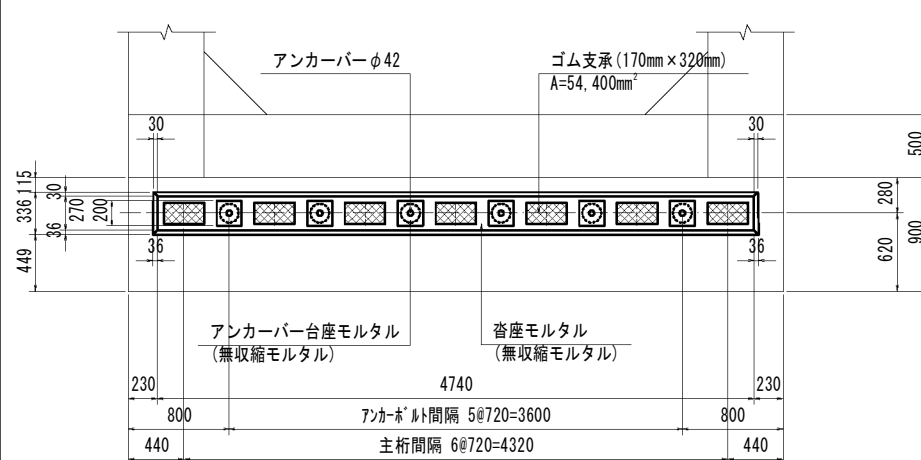 アンカーバーφ42
ゴム支承(170mm×320mm)
A=54,400mm²
30
30
500
115
30
336
270
200
36
449
36
36
280
620
900
アンカーバー台座モルタル
(無収縮モルタル)
沓座モルタル
(無収縮モルタル)
230
4740
230
800
アンカーボルト間隔 5@720=3600
800
440
主桁間隔 6@720=4320
440